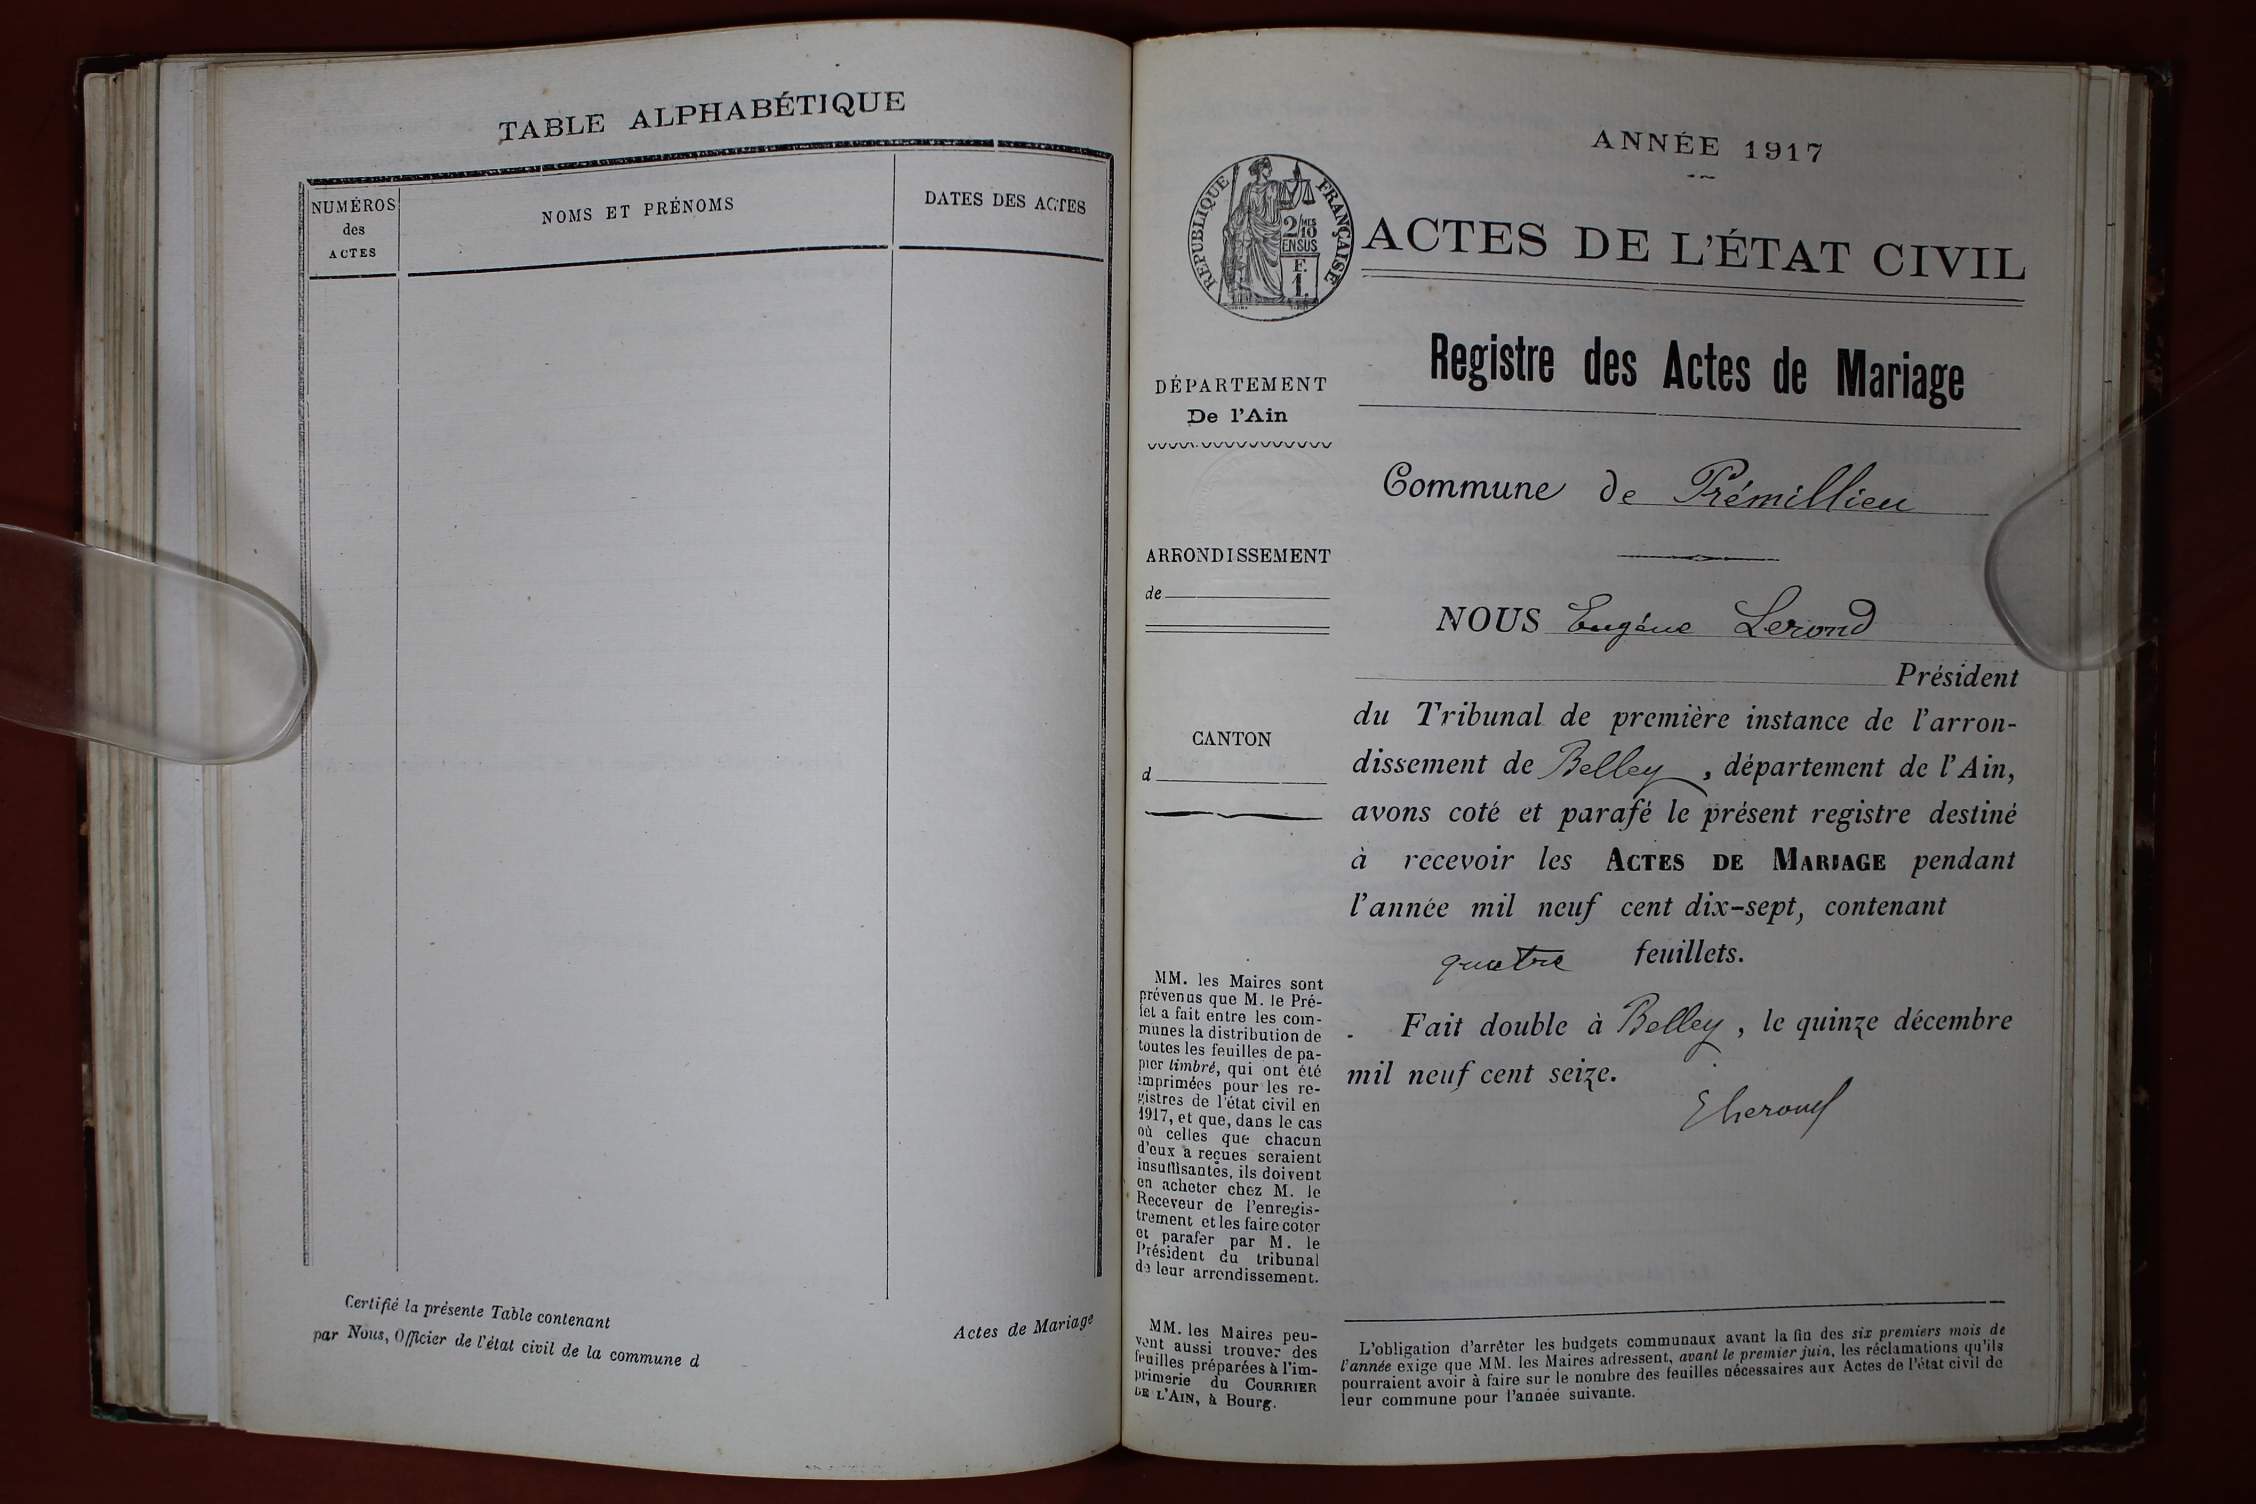 TABLE ALPHABÉTIQUE
NUMÉROS
des
ACTES
NOMS ET PRÉNOMS
DATES DES ACTES
Certifié la présente Table contenant
Actes de Mariage
par Nous, Officier de l'état civil de la commune d
ANNÉE 1917
RÉPUBLIQUE FRANÇAISE
2/10 MES
EN SUS
F.
1.
ACTES DE L'ÉTAT CIVIL
Registre des Actes de Mariage
DÉPARTEMENT
De l'Ain
Commune de Prémillieu
ARRONDISSEMENT
de
CANTON
d
NOUS Eugène Lerond
Président
du Tribunal de première instance de l'arron-
dissement de Belley, département de l'Ain,
avons coté et parafé le présent registre destiné
à recevoir les ACTES DE MARIAGE pendant
l'année mil neuf cent dix-sept, contenant
quatre feuillets.
Fait double à Belley, le quinze décembre
mil neuf cent seize.
MM. les Maires sont
prévenus que M. le Pré-
fet a fait entre les com-
munes la distribution de
toutes les feuilles de pa-
pier timbré, qui ont été
imprimées pour les re-
gistres de l'état civil en
1917, et que, dans le cas
où celles que chacun
d'eux a reçues seraient
insuffisantes, ils doivent
en acheter chez M. le
Receveur de l'enregis-
trement et les faire coter
et parafer par M. le
Président du tribunal
de leur arrondissement.
MM. les Maires peu-
vent aussi trouver des
feuilles préparées à l'im-
primerie du COURRIER
DE L'AIN, à Bourg.
L'obligation d'arrêter les budgets communaux avant la fin des six premiers mois de
l'année exige que MM. les Maires adressent, avant le premier juin, les réclamations qu'ils
pourraient avoir à faire sur le nombre des feuilles nécessaires aux Actes de l'état civil de
leur commune pour l'année suivante.